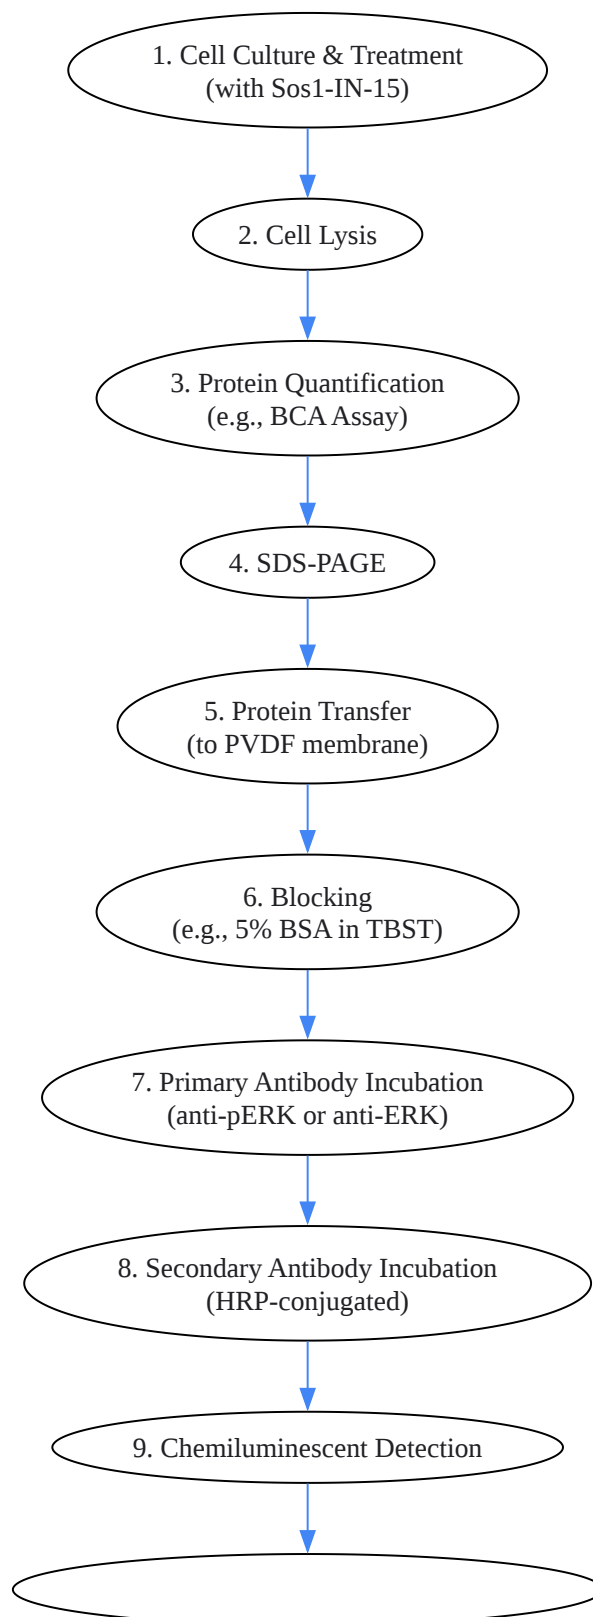 1. Cell Culture & Treatment
(with Sos1-IN-15)
2. Cell Lysis
3. Protein Quantification
(e.g., BCA Assay)
4. SDS-PAGE
5. Protein Transfer
(to PVDF membrane)
6. Blocking
(e.g., 5% BSA in TBST)
7. Primary Antibody Incubation
(anti-pERK or anti-ERK)
8. Secondary Antibody Incubation
(HRP-conjugated)
9. Chemiluminescent Detection